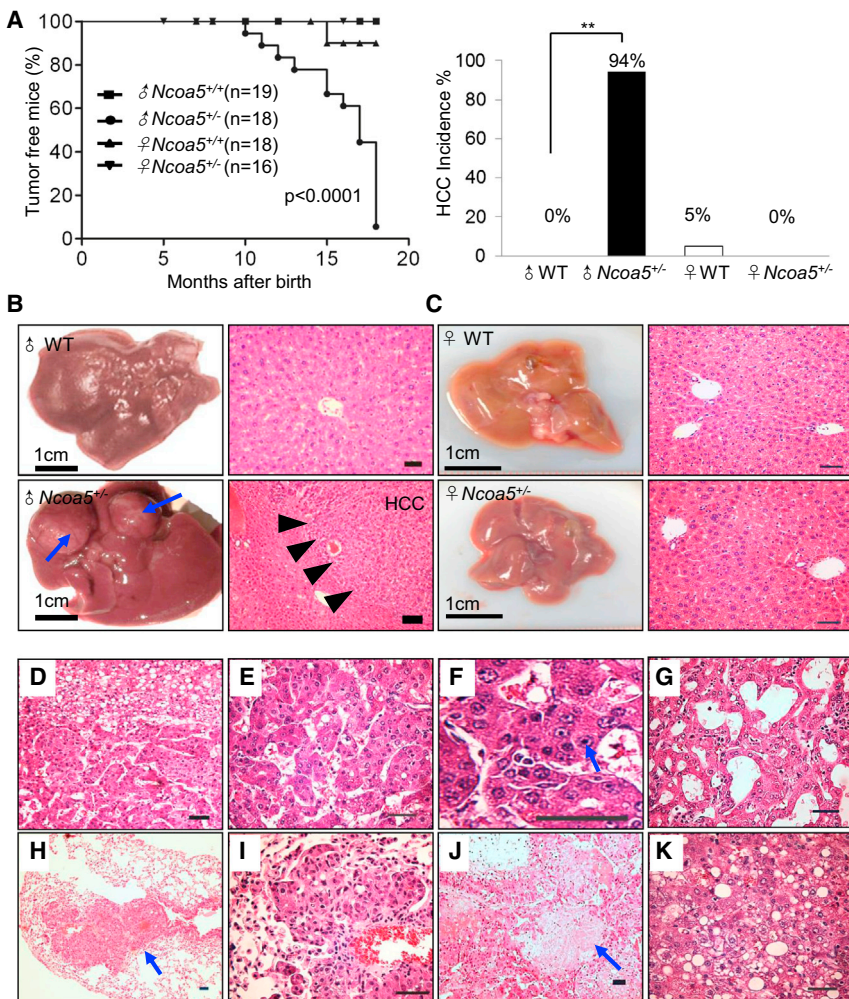 A
Tumor free mice (%)
100
80
60
40
20
0
♂ Ncoa5+/+(n=19)
♂ Ncoa5+/- (n=18)
♀ Ncoa5+/+(n=18)
♀ Ncoa5+/- (n=16)
p<0.0001
0 5 10 15 20
Months after birth
HCC Incidence %
100
80
60
40
20
0
**
94%
0%
5%
0%
♂ WT ♂ Ncoa5+/- ♀ WT ♀ Ncoa5+/-
B
♂ WT
1cm
♂ Ncoa5+/-
1cm
HCC
C
♀ WT
1cm
♀ Ncoa5+/-
1cm
D E F G
H I J K